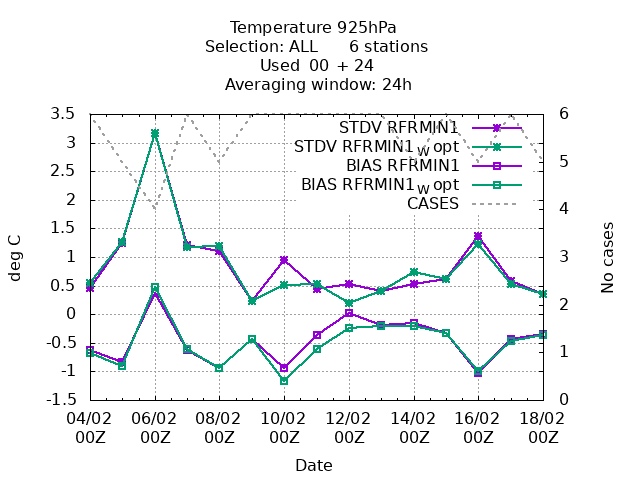 Temperature 925hPa
Selection: ALL 6 stations
Used 00 + 24
Averaging window: 24h
STDV RFRMIN1
STDV RFRMIN1_w opt
BIAS RFRMIN1
BIAS RFRMIN1_w opt
CASES
3.5
3
2.5
2
1.5
1
0.5
0
-0.5
-1
-1.5
deg C
6
5
4
3
2
1
0
No cases
04/02 06/02 08/02 10/02 12/02 14/02 16/02 18/02
00Z 00Z 00Z 00Z 00Z 00Z 00Z 00Z
Date